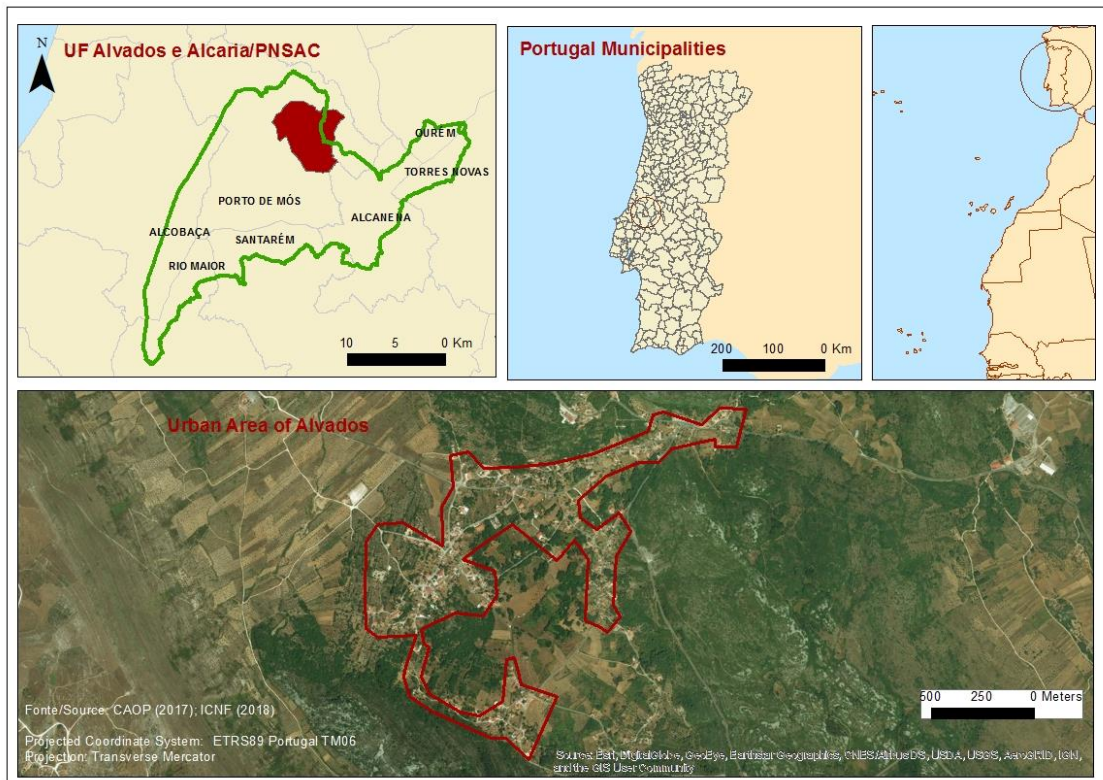 N
UF Alvados e Alcaria/PNSAC
OURÉM
TORRES NOVAS
PORTO DE MÓS
ALCANENA
ALCOBAÇA
SANTARÉM
RIO MAIOR
10 5 0 Km
Portugal Municipalities
200 100 0 Km
Urban Area of Alvados
500 250 0 Meters
Fonte/Source: CAOP (2017); ICNF (2018)
Projected Coordinate System: ETRS89 Portugal TM06
Projection: Transverse Mercator
Source: Esri, DigitalGlobe, GeoEye, Earthstar Geographics, CNES/Airbus DS, USDA, USGS, AeroGRID, IGN,
and the GIS User Community